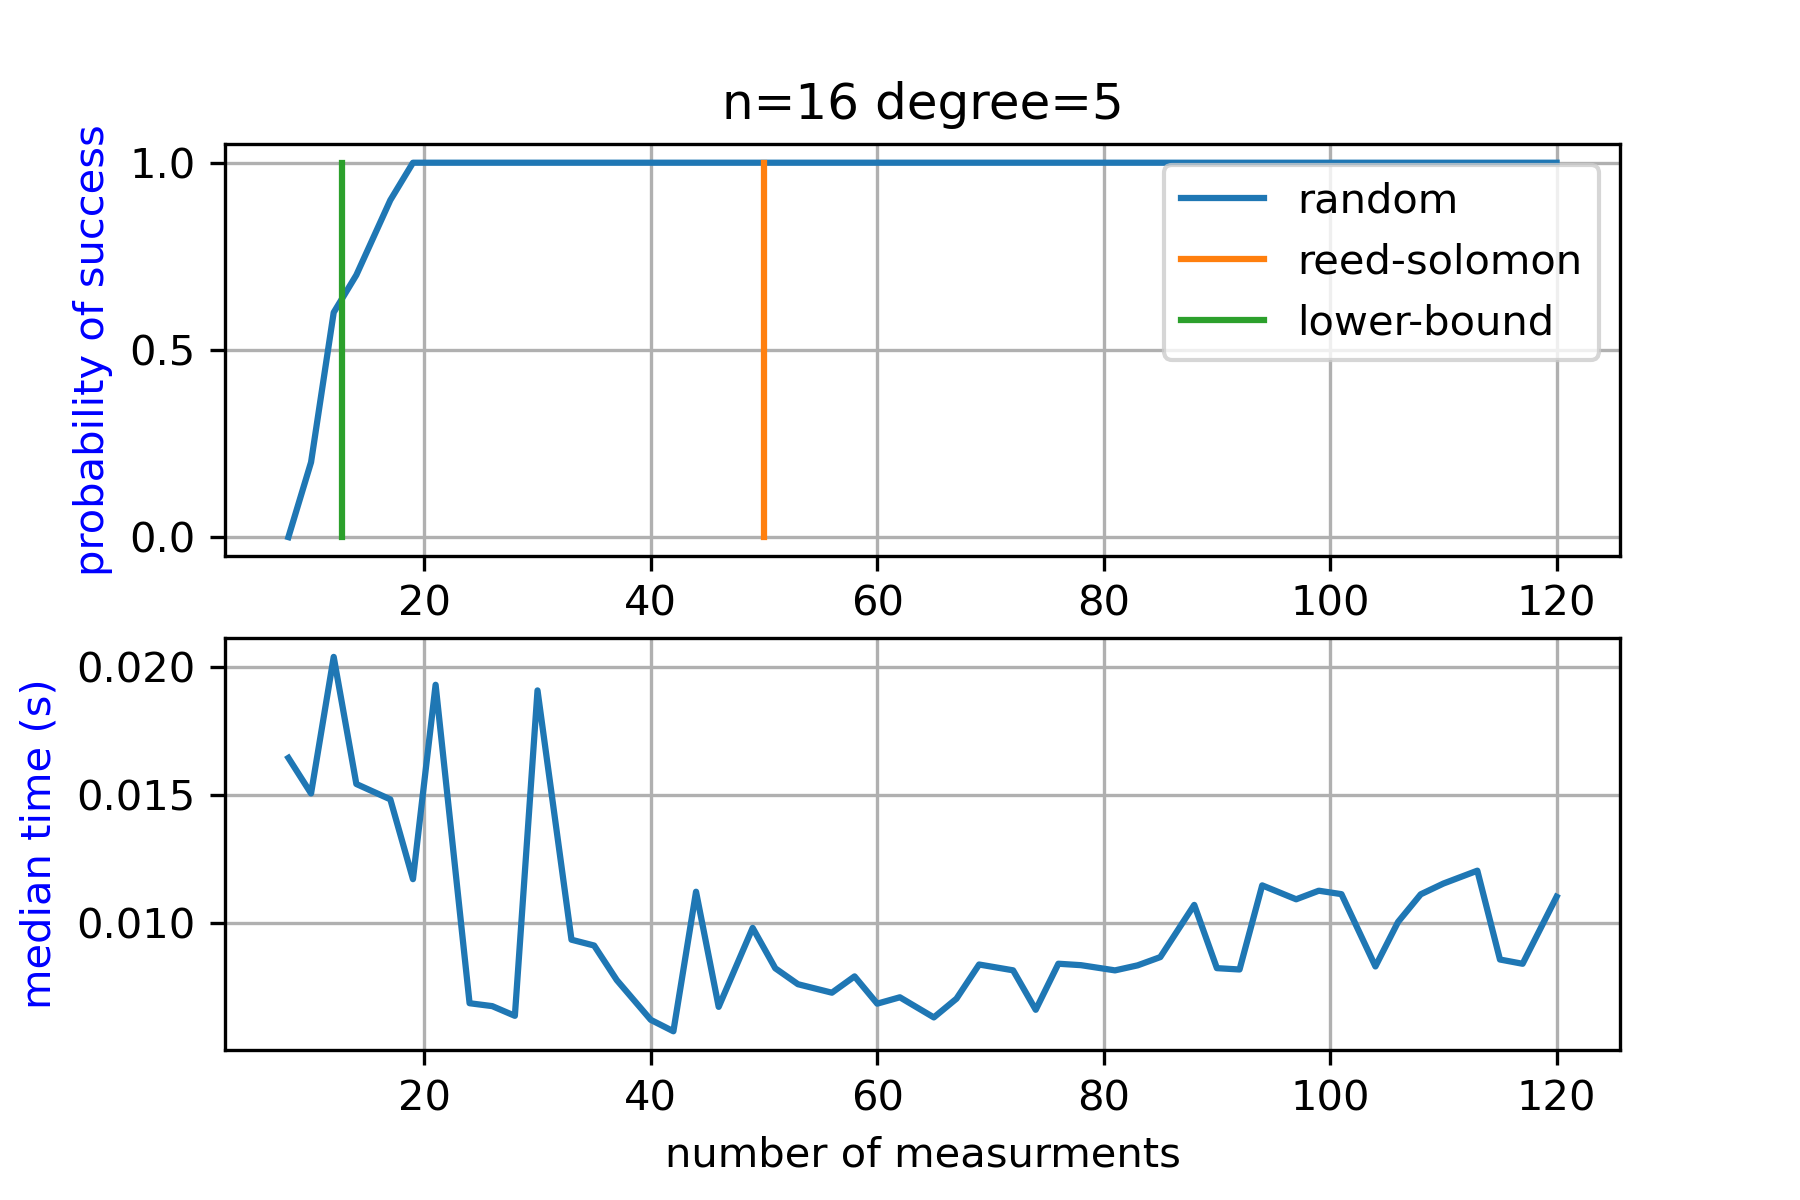 n=16 degree=5
probability of success
1.0
0.5
0.0
random
reed-solomon
lower-bound
20 40 60 80 100 120
median time (s)
0.020
0.015
0.010
20 40 60 80 100 120
number of measurments